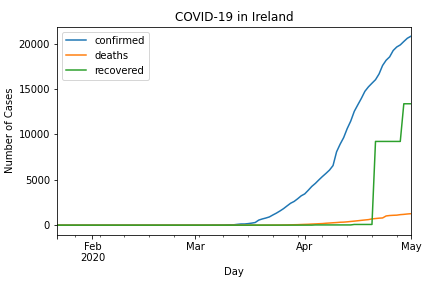 COVID-19 in Ireland
confirmed
deaths
recovered
Number of Cases
20000
15000
10000
5000
0
Feb
2020
Mar
Apr
May
Day